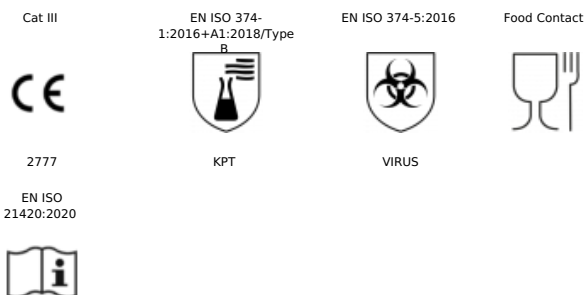 Cat III
EN ISO 374-
1:2016+A1:2018/Type
B
EN ISO 374-5:2016
Food Contact
CE
2777
KPT
VIRUS
EN ISO
21420:2020
i